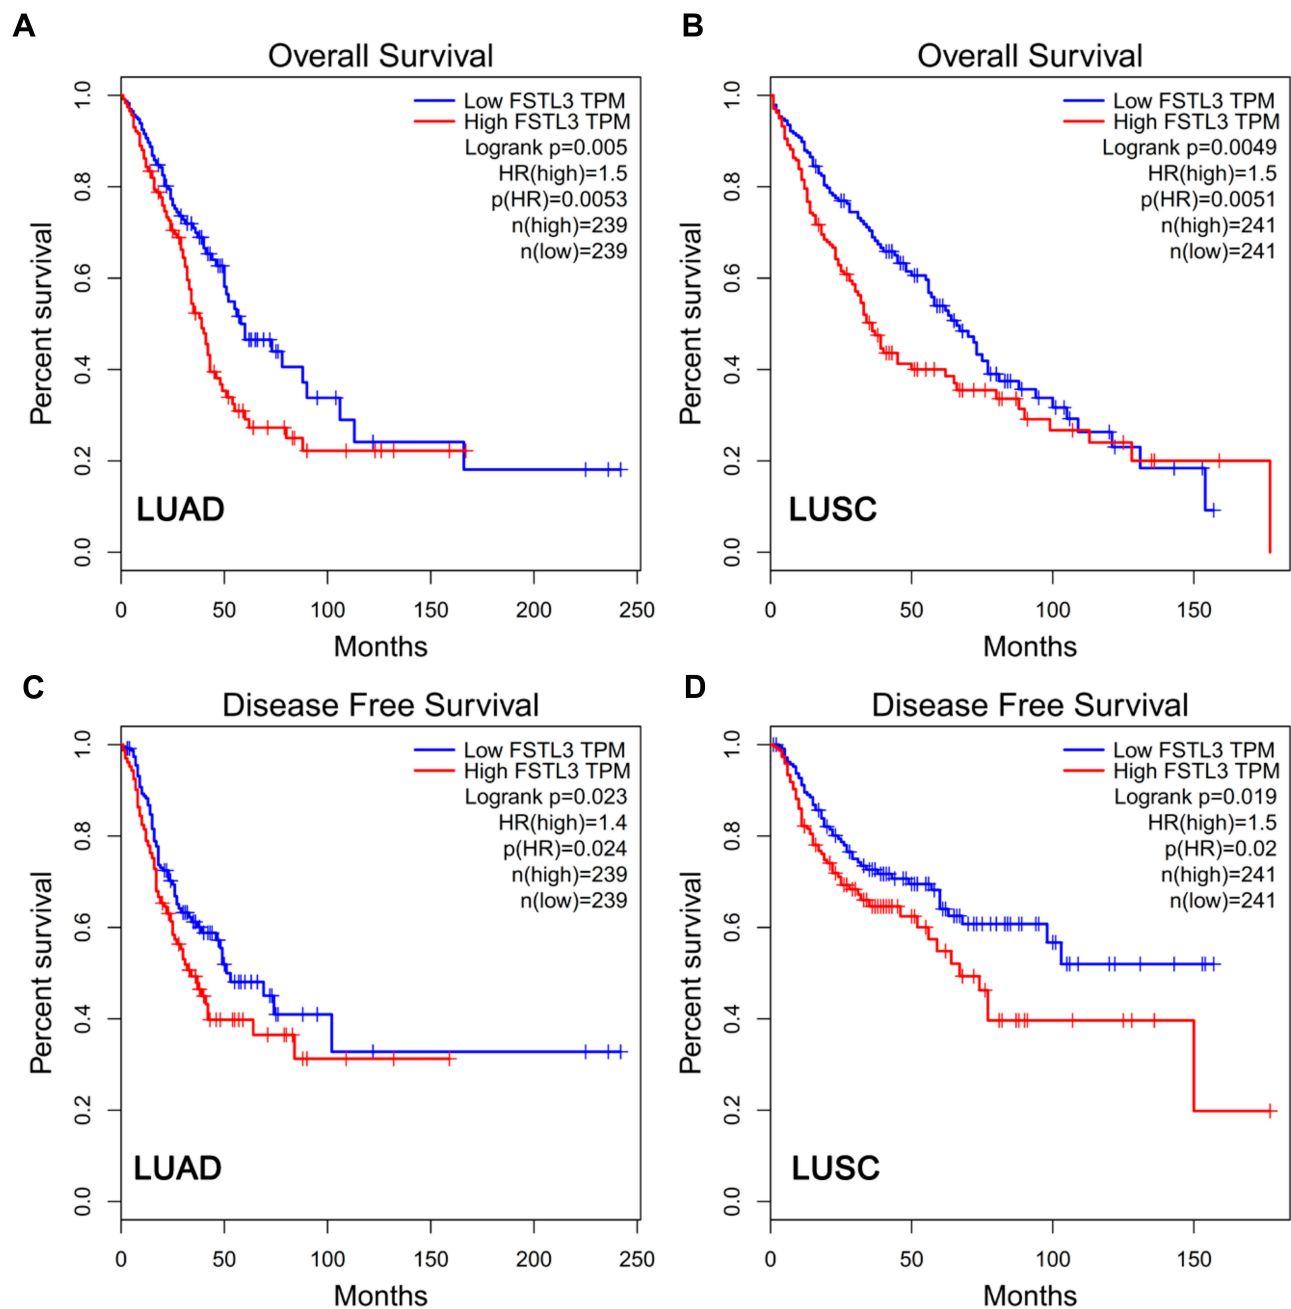 A
Overall Survival
Low FSTL3 TPM
High FSTL3 TPM
Logrank p=0.005
HR(high)=1.5
p(HR)=0.0053
n(high)=239
n(low)=239
Percent survival
1.0
0.8
0.6
0.4
0.2
0.0
LUAD
0 50 100 150 200 250
Months
B
Overall Survival
Low FSTL3 TPM
High FSTL3 TPM
Logrank p=0.0049
HR(high)=1.5
p(HR)=0.0051
n(high)=241
n(low)=241
Percent survival
1.0
0.8
0.6
0.4
0.2
0.0
LUSC
0 50 100 150
Months
C
Disease Free Survival
Low FSTL3 TPM
High FSTL3 TPM
Logrank p=0.023
HR(high)=1.4
p(HR)=0.024
n(high)=239
n(low)=239
Percent survival
1.0
0.8
0.6
0.4
0.2
0.0
LUAD
0 50 100 150 200 250
Months
D
Disease Free Survival
Low FSTL3 TPM
High FSTL3 TPM
Logrank p=0.019
HR(high)=1.5
p(HR)=0.02
n(high)=241
n(low)=241
Percent survival
1.0
0.8
0.6
0.4
0.2
0.0
LUSC
0 50 100 150
Months